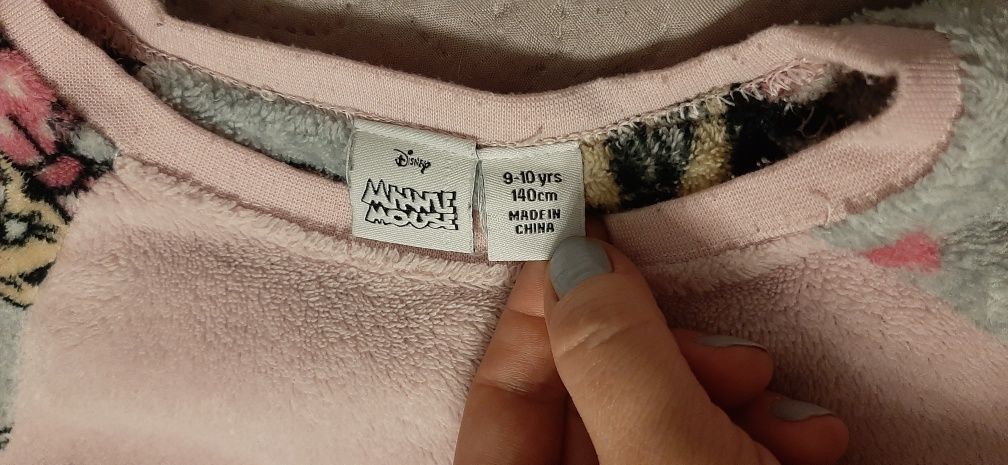 Disney
MINNIE
MOUSE
9-10 yrs
140cm
MADE IN
CHINA